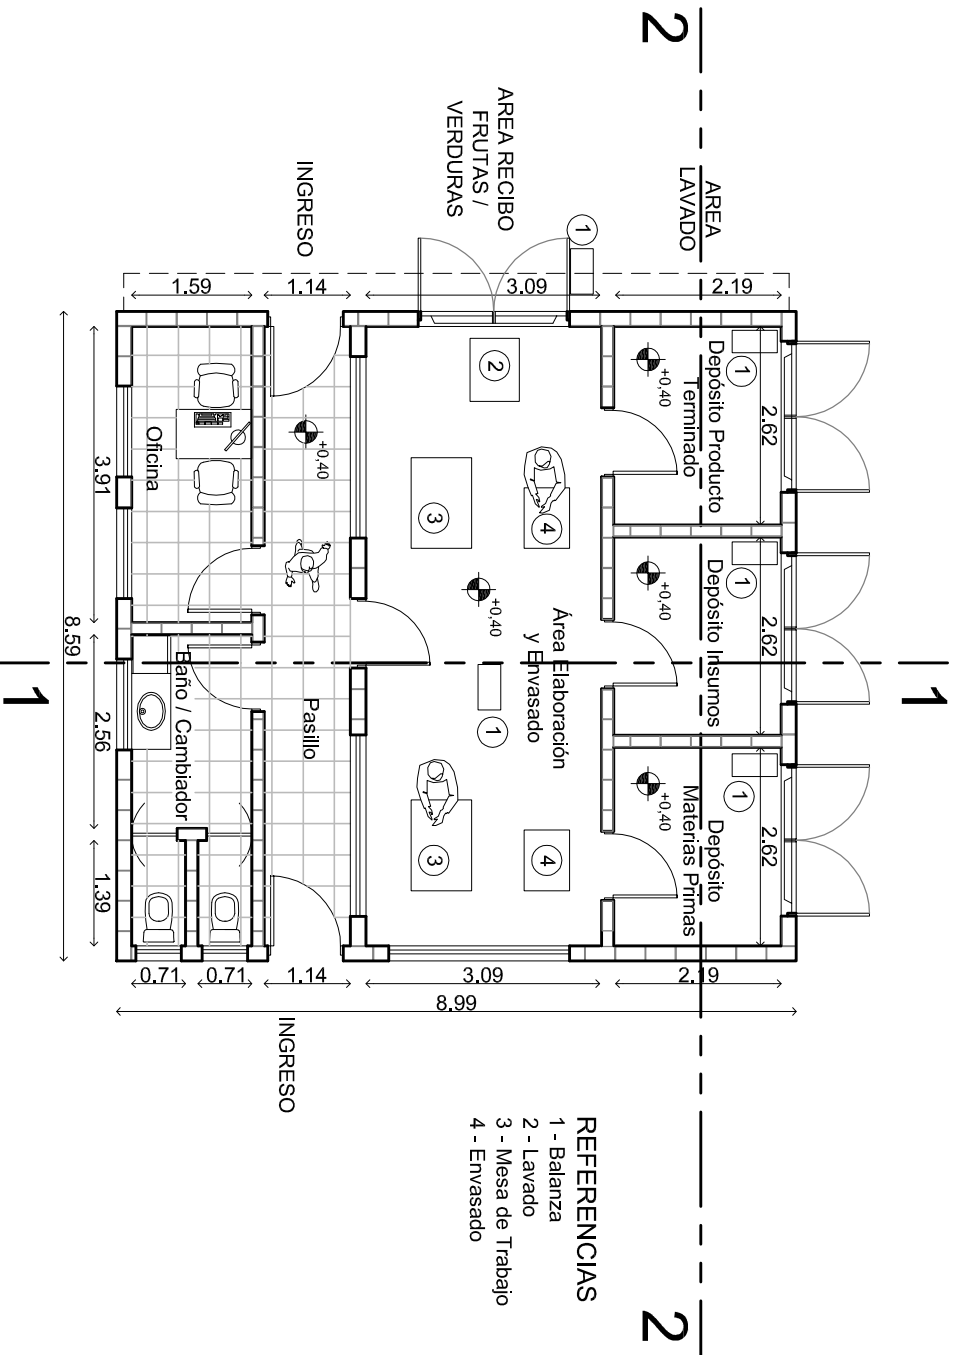 2
AREA
LAVADO
AREA RECIBO
FRUTAS /
VERDURAS
INGRESO
1
2.19
3.09
1.14
1.59
1
Depósito Producto
Terminado
2.62
+0,40
1
Depósito Insumos
2.62
+0,40
1
Depósito
Materias Primas
2.62
+0,40
2
3
4
+0,40
Área Elaboración
y Envasado
1
3
4
+0,40
Pasillo
Oficina
Baño / Cambiador
3.91
2.56
1.39
8.59
1
1
2.19
3.09
1.14
0.71
0.71
8.99
INGRESO
REFERENCIAS
1 - Balanza
2 - Lavado
3 - Mesa de Trabajo
4 - Envasado
2